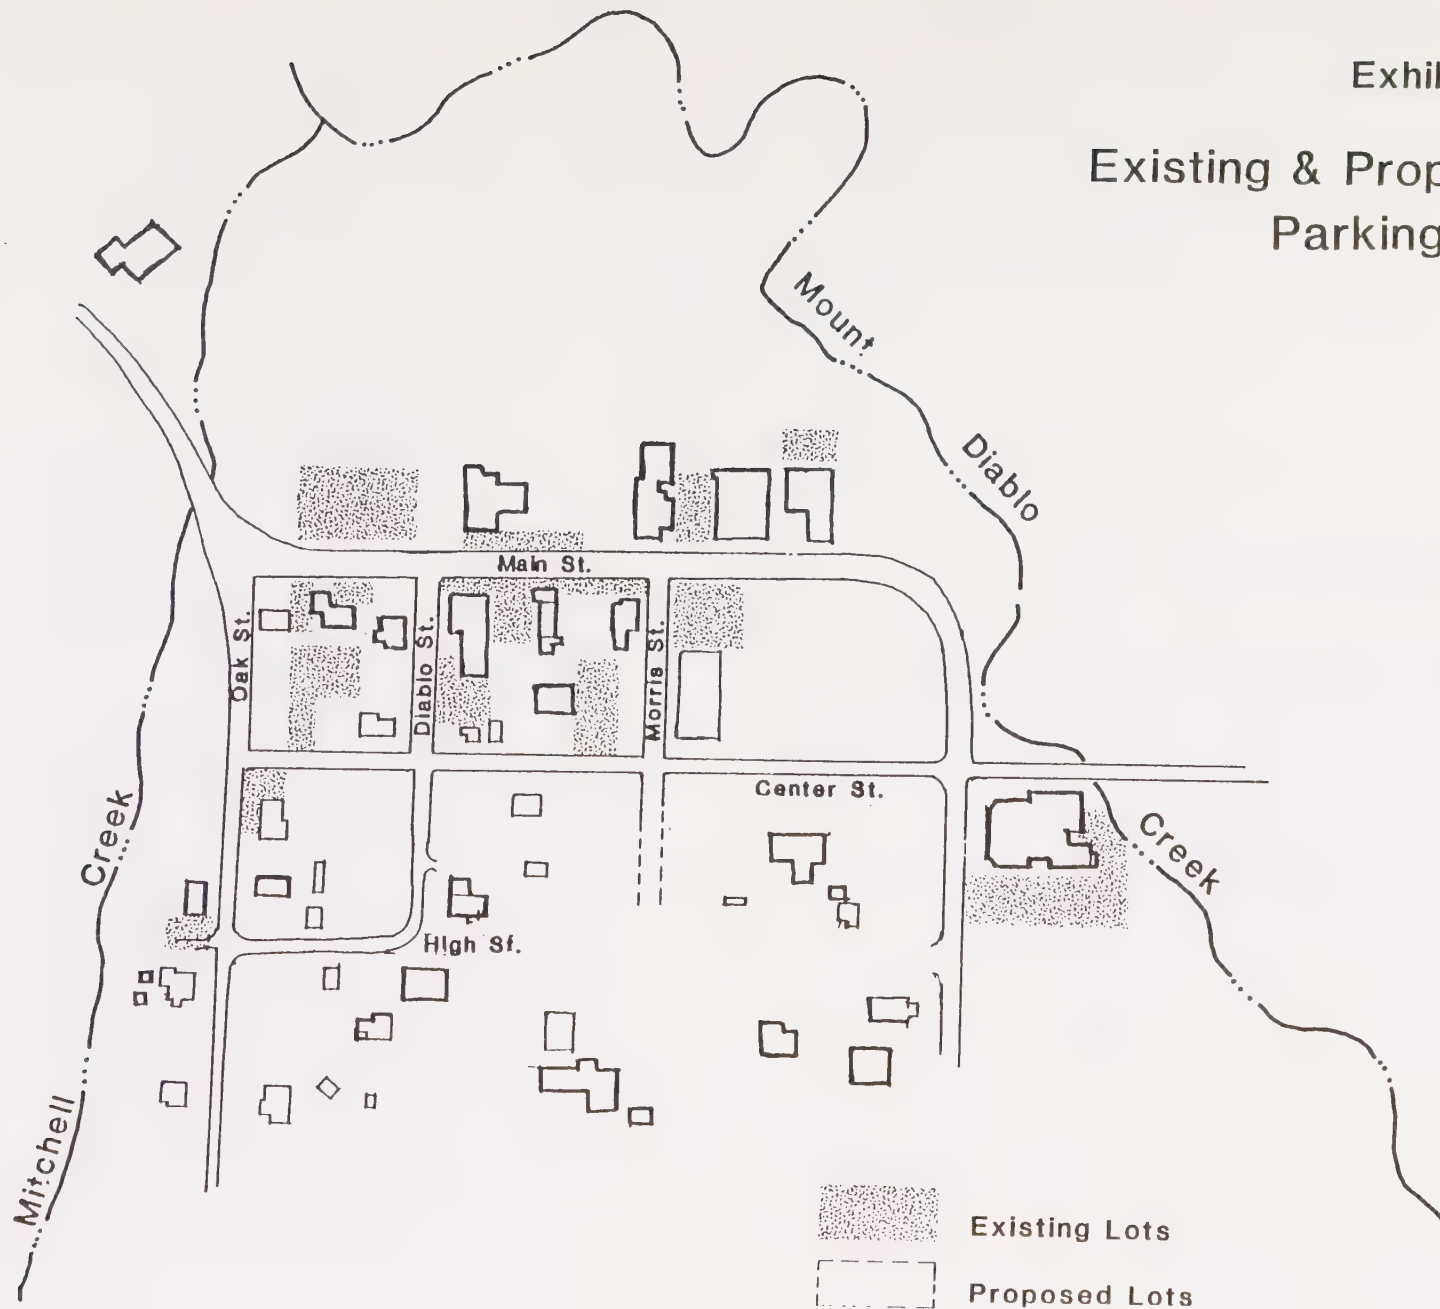 Exhi
Existing & Prop
Parking
Mount
Diablo
Main St.
Oak St.
Diablo St.
Morris St.
Center St.
Creek
Creek
High St.
Mitchell
Existing Lots
Proposed Lots